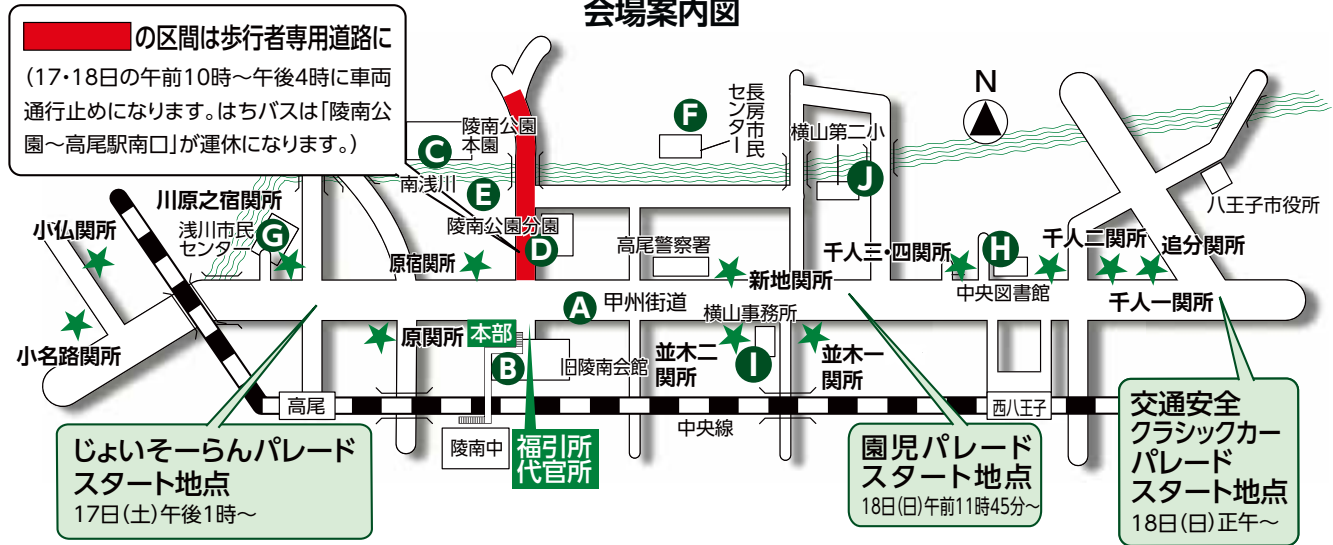 会場案内図
の区間は歩行者専用道路に
(17・18日の午前10時～午後4時に車両
通行止めになります。はちバスは「陵南公
園～高尾駅南口」が運休になります。)
N
陵南公園
本園
C
南浅川
E
陵南公園分園
D
F
長房市民
センター
横山第二小
J
八王子市役所
川原之宿関所
小仏関所
浅川市民
センター
G
原宿関所
高尾警察署
新地関所
千人三・四関所
H
中央図書館
千人二関所
追分関所
千人一関所
A
甲州街道
小名路関所
原関所
本部
B
旧陵南会館
横山事務所
並木二
関所
I
並木一
関所
高尾
中央線
西八王子
陵南中
福引所
代官所
じょいそーらんパレード
スタート地点
17日(土)午後1時～
園児パレード
スタート地点
18日(日)午前11時45分～
交通安全
クラシックカー
パレード
スタート地点
18日(日)正午～